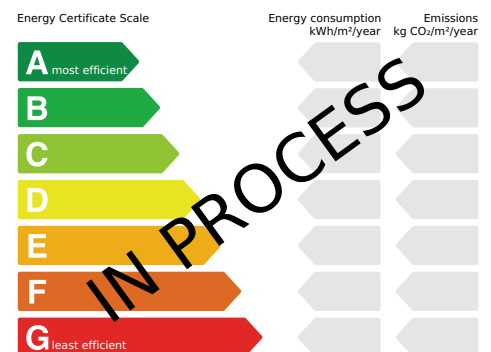 Energy Certificate Scale
Energy consumption
kWh/m²/year
Emissions
kg CO₂/m²/year
A most efficient
B
C
D
E
F
G least efficient
IN PROCESS